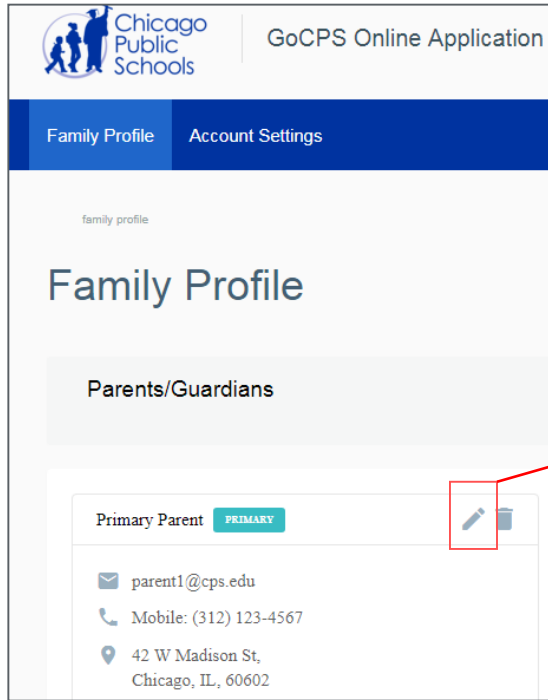 Chicago
Public
Schools
GoCPS Online Application
Family Profile
Account Settings
family profile
Family Profile
Parents/Guardians
Primary Parent PRIMARY
parent1@cps.edu
Mobile: (312) 123-4567
42 W Madison St,
Chicago, IL, 60602